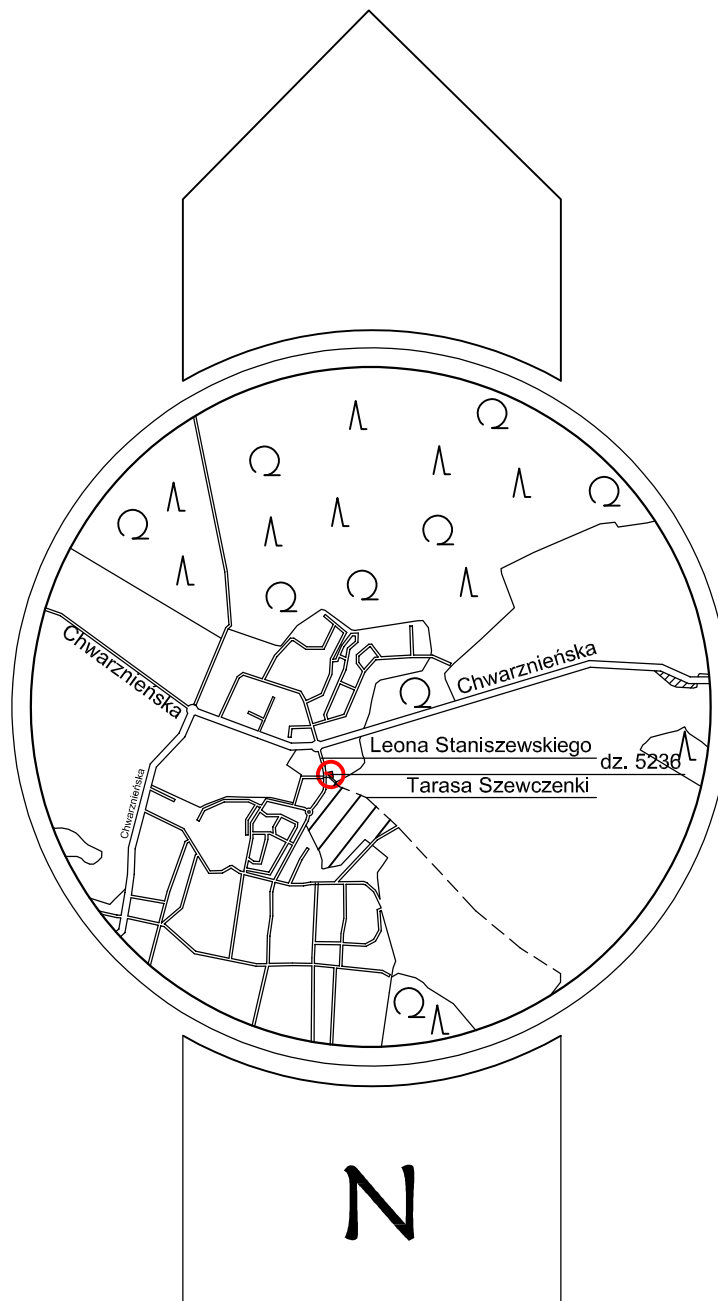 Chwarznieńska
Chwarznieńska
Leona Staniszewskiego
dz. 5236
Tarasa Szewczenki
Chwarznieńska
N